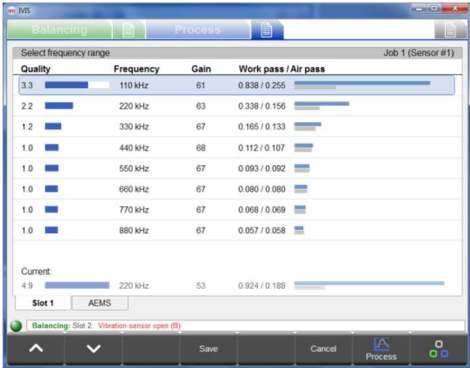 IVIS
Balancing
Process
Select frequency range
Job 1 (Sensor #1)
Quality Frequency Gain Work pass / Air pass
3.3 110 kHz 61 0.838 / 0.255
2.2 220 kHz 63 0.338 / 0.156
1.2 330 kHz 67 0.165 / 0.133
1.0 440 kHz 68 0.112 / 0.107
1.0 550 kHz 67 0.093 / 0.092
1.0 660 kHz 67 0.080 / 0.080
1.0 770 kHz 67 0.068 / 0.069
1.0 880 kHz 67 0.057 / 0.058
Current:
4.9 220 kHz 53 0.924 / 0.188
Slot 1 AEMS
Balancing: Slot 2: Vibration sensor open (B)
Save Cancel Process